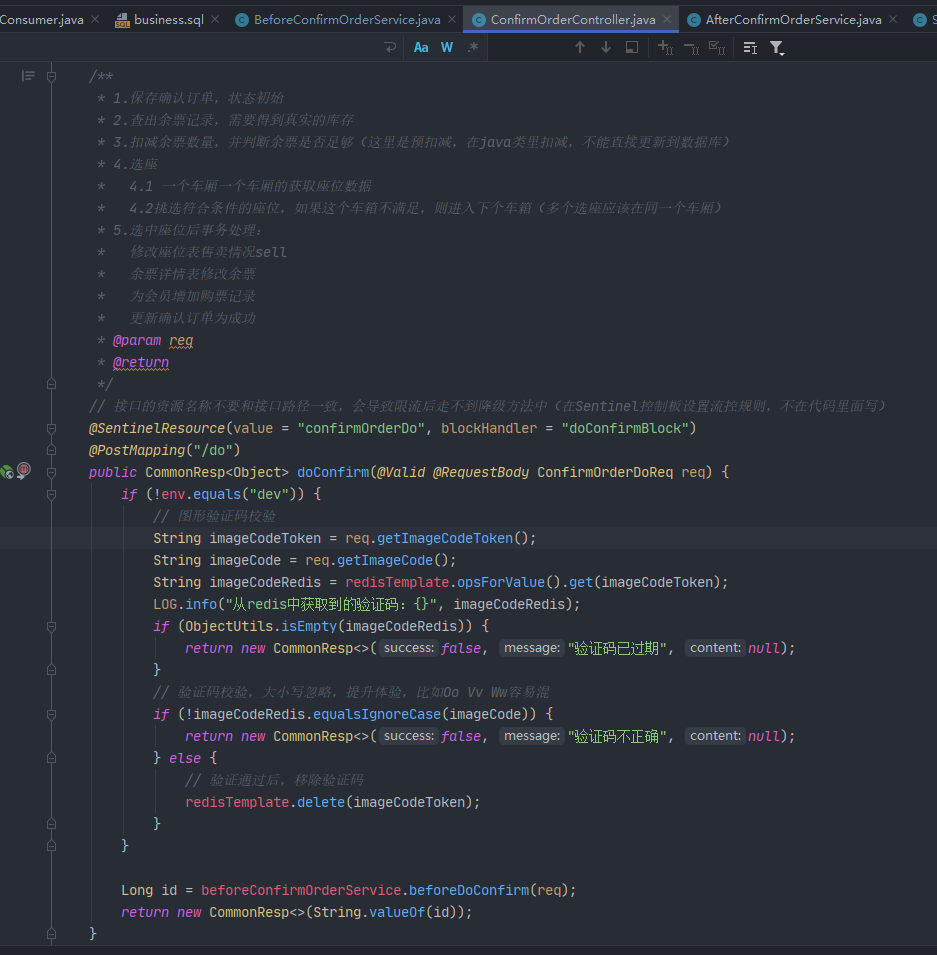 Consumer.java
business.sql
BeforeConfirmOrderService.java
ConfirmOrderController.java
AfterConfirmOrderService.java
Aa W .*
/**
 * 1.保存确认订单，状态初始
 * 2.查出余票记录，需要得到真实的库存
 * 3.扣减余票数量，并判断余票是否足够（这里是预扣减，在java类里扣减，不能直接更新到数据库）
 * 4.选座
 *   4.1 一个车厢一个车厢的获取座位数据
 *   4.2挑选符合条件的座位，如果这个车箱不满足，则进入下个车箱（多个选座应该在同一个车厢）
 * 5.选中座位后事务处理：
 *   修改座位表售卖情况sell
 *   余票详情表修改余票
 *   为会员增加购票记录
 *   更新确认订单为成功
 * @param req
 * @return
 */
// 接口的资源名称不要和接口路径一致，会导致限流后走不到降级方法中（在Sentinel控制板设置流控规则，不在代码里面写）
@SentinelResource(value = "confirmOrderDo", blockHandler = "doConfirmBlock")
@PostMapping("/do")
public CommonResp<Object> doConfirm(@Valid @RequestBody ConfirmOrderDoReq req) {
    if (!env.equals("dev")) {
        // 图形验证码校验
        String imageCodeToken = req.getImageCodeToken();
        String imageCode = req.getImageCode();
        String imageCodeRedis = redisTemplate.opsForValue().get(imageCodeToken);
        LOG.info("从redis中获取到的验证码：{}", imageCodeRedis);
        if (ObjectUtils.isEmpty(imageCodeRedis)) {
            return new CommonResp<>( success: false, message: "验证码已过期", content: null);
        }
        // 验证码校验，大小写忽略，提升体验，比如Oo Vv Ww容易混
        if (!imageCodeRedis.equalsIgnoreCase(imageCode)) {
            return new CommonResp<>( success: false, message: "验证码不正确", content: null);
        } else {
            // 验证通过后，移除验证码
            redisTemplate.delete(imageCodeToken);
        }
    }
    Long id = beforeConfirmOrderService.beforeDoConfirm(req);
    return new CommonResp<>(String.valueOf(id));
}